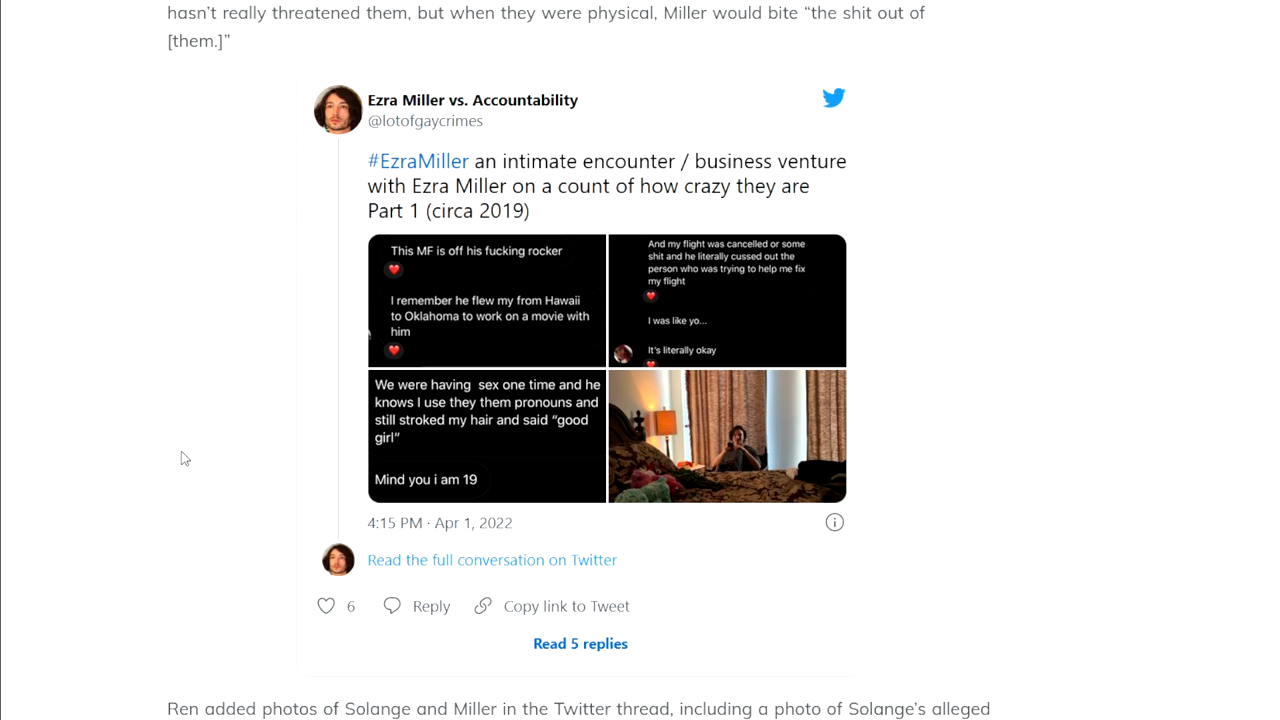 hasn't really threatened them, but when they were physical, Miller would bite “the shit out of
[them.]”
Ezra Miller vs. Accountability
@lotofgaycrimes
#EzraMiller an intimate encounter / business venture
with Ezra Miller on a count of how crazy they are
Part 1 (circa 2019)
This MF is off his fucking rocker
I remember he flew my from Hawaii
to Oklahoma to work on a movie with
him
And my flight was cancelled or some
shit and he literally cussed out the
person who was trying to help me fix
my flight
I was like yo...
It's literally okay
We were having sex one time and he
knows I use they them pronouns and
still stroked my hair and said “good
girl”
Mind you i am 19
4:15 PM · Apr 1, 2022
Read the full conversation on Twitter
6 Reply Copy link to Tweet
Read 5 replies
Ren added photos of Solange and Miller in the Twitter thread, including a photo of Solange's alleged